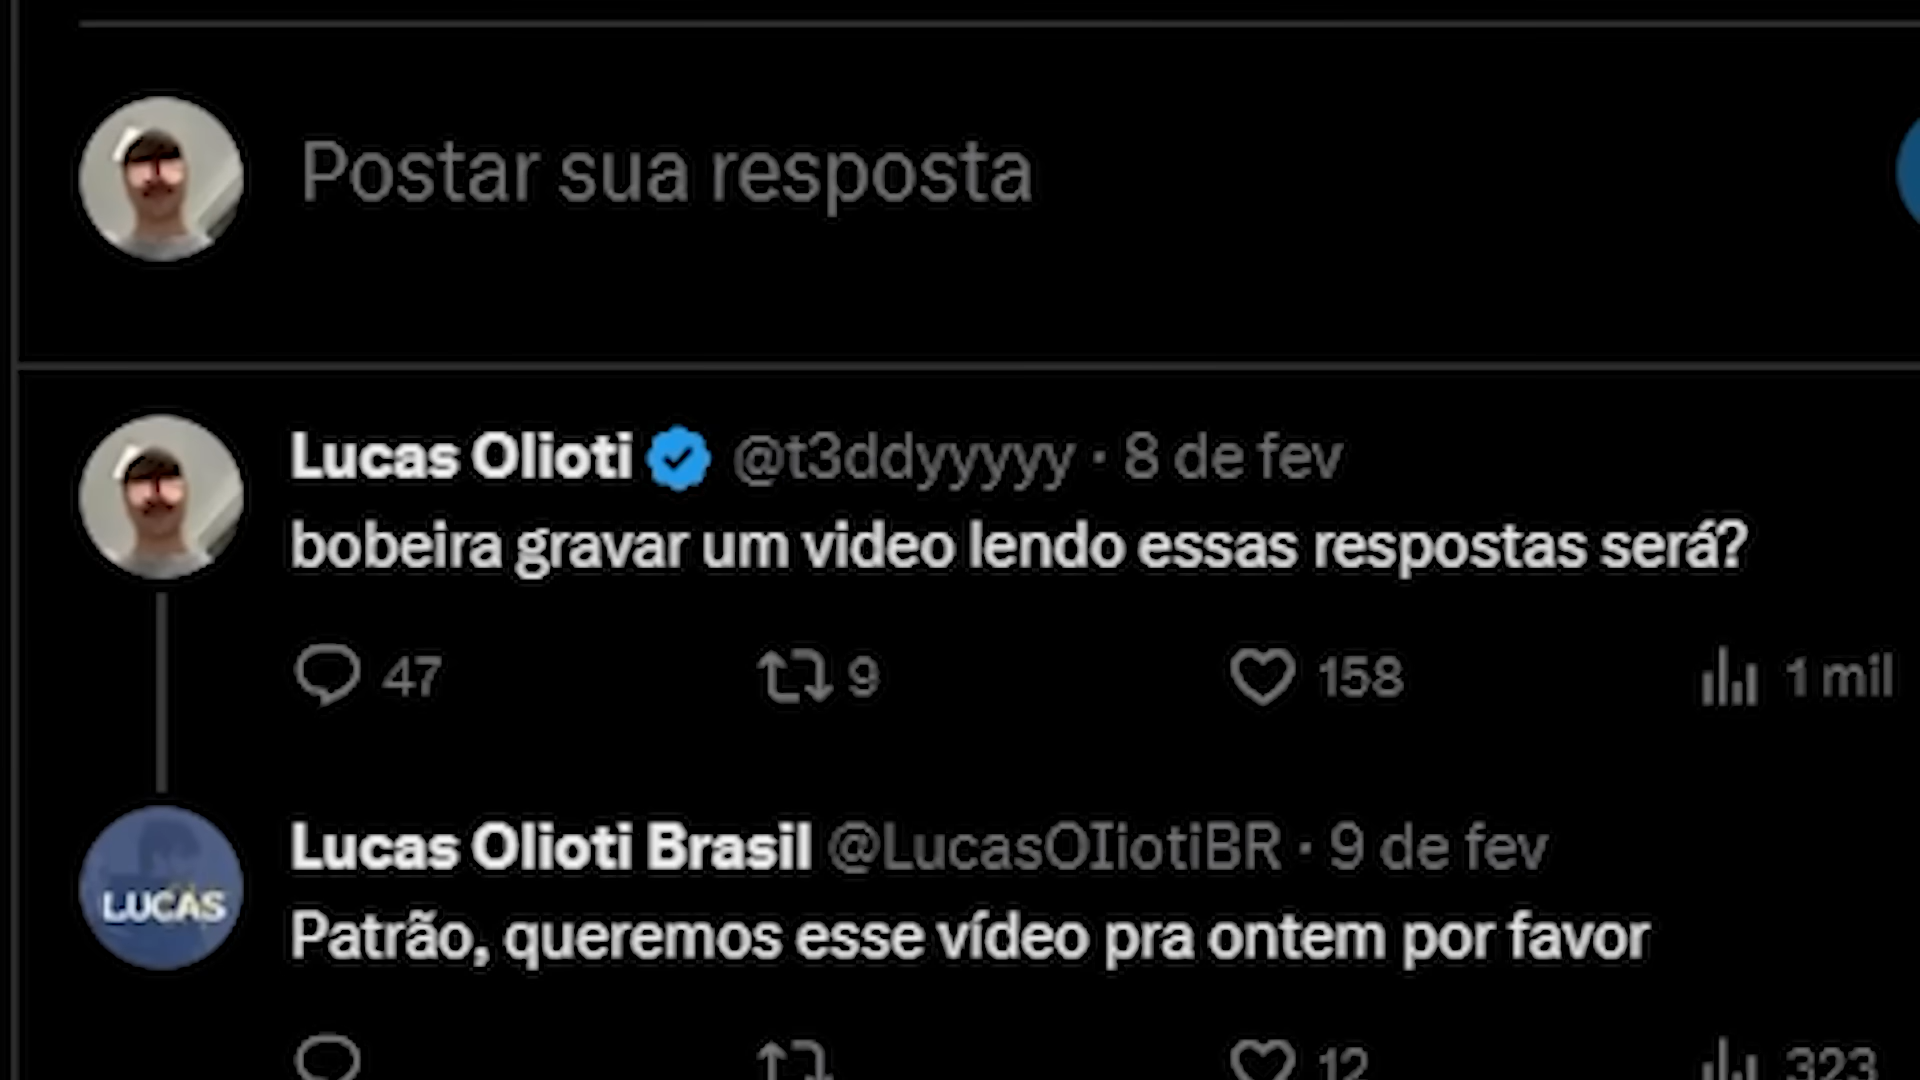 Postar sua resposta
Lucas Olioti @t3ddyyyyy · 8 de fev
bobeira gravar um video lendo essas respostas será?
47 9 158 1 mil
Lucas Olioti Brasil @LucasOIiotiBR · 9 de fev
LUCAS
Patrão, queremos esse vídeo pra ontem por favor
12 323